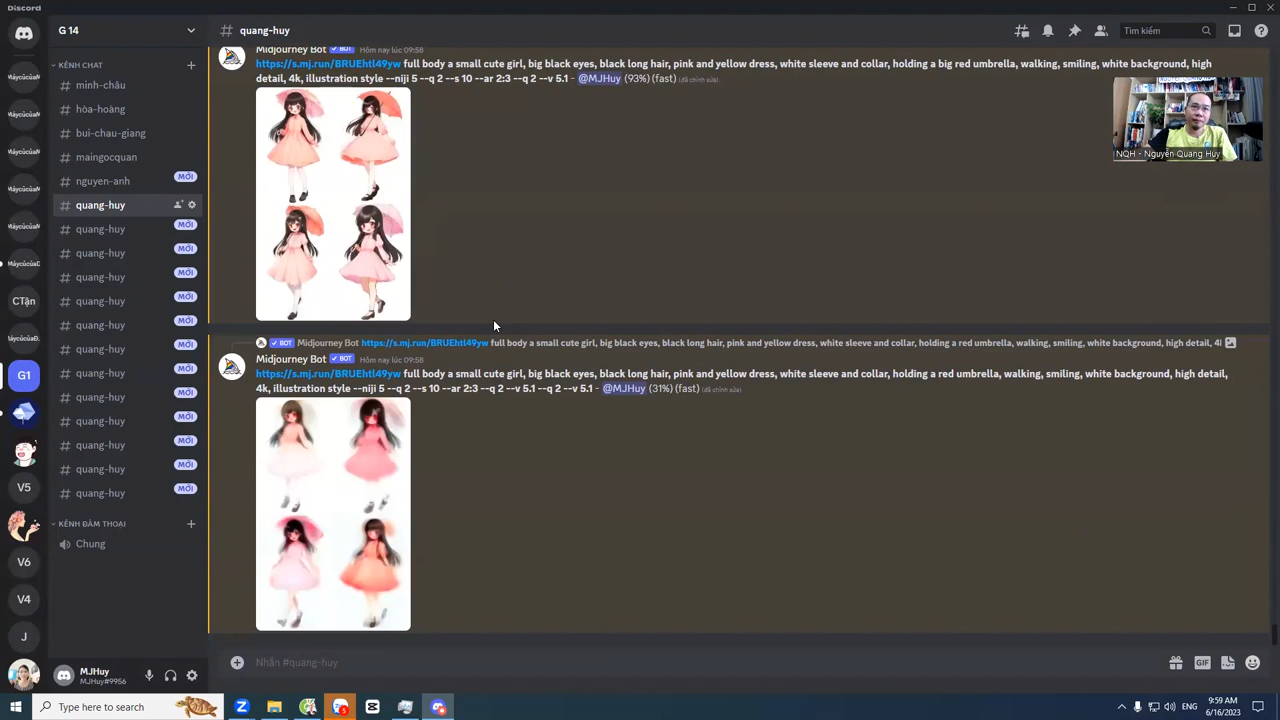 Discord
G 14
# quang-huy
Tìm kiếm
KÊNH CHAT
minh-châu
hòa-hoàng
bui-chau-giang
maingocquan
nguyen-anh
MỚI
quang-huy
quang-huy
MỚI
quang-huy
MỚI
quang-huy
MỚI
quang-huy
MỚI
quang-huy
MỚI
quang-huy
MỚI
quang-huy
MỚI
quang-huy
MỚI
quang-huy
MỚI
quang-huy
MỚI
quang-huy
MỚI
quang-huy
MỚI
KÊNH ĐÀM THOẠI
Chung
CTận
G1
V5
V6
V4
J
MJHuy
MJHuy#9956
Midjourney Bot BOT Hôm nay lúc 09:58
https://s.mj.run/BRUEhtl49yw full body a small cute girl, big black eyes, black long hair, pink and yellow dress, white sleeve and collar, holding a big red umbrella, walking, smiling, white background, high
detail, 4k, illustration style --niji 5 --q 2 --s 10 --ar 2:3 --q 2 --v 5.1 - @MJHuy (93%) (fast) (đã chỉnh sửa)
NQH - Nguyễn Quang Huy
BOT Midjourney Bot https://s.mj.run/BRUEhtl49yw full body a small cute girl, big black eyes, black long hair, pink and yellow dress, white sleeve and collar, holding a red umbrella, walking, smiling, white background, high detail, 4l
Midjourney Bot BOT Hôm nay lúc 09:58
https://s.mj.run/BRUEhtl49yw full body a small cute girl, big black eyes, black long hair, pink and yellow dress, white sleeve and collar, holding a red umbrella, walking, smiling, white background, high detail,
4k, illustration style --niji 5 --q 2 --s 10 --ar 2:3 --q 2 --v 5.1 --q 2 --v 5.1 - @MJHuy (31%) (fast) (đã chỉnh sửa)
Nhắn #quang-huy
GIF
Type here to search
5
ENG
9:59 AM
6/16/2023